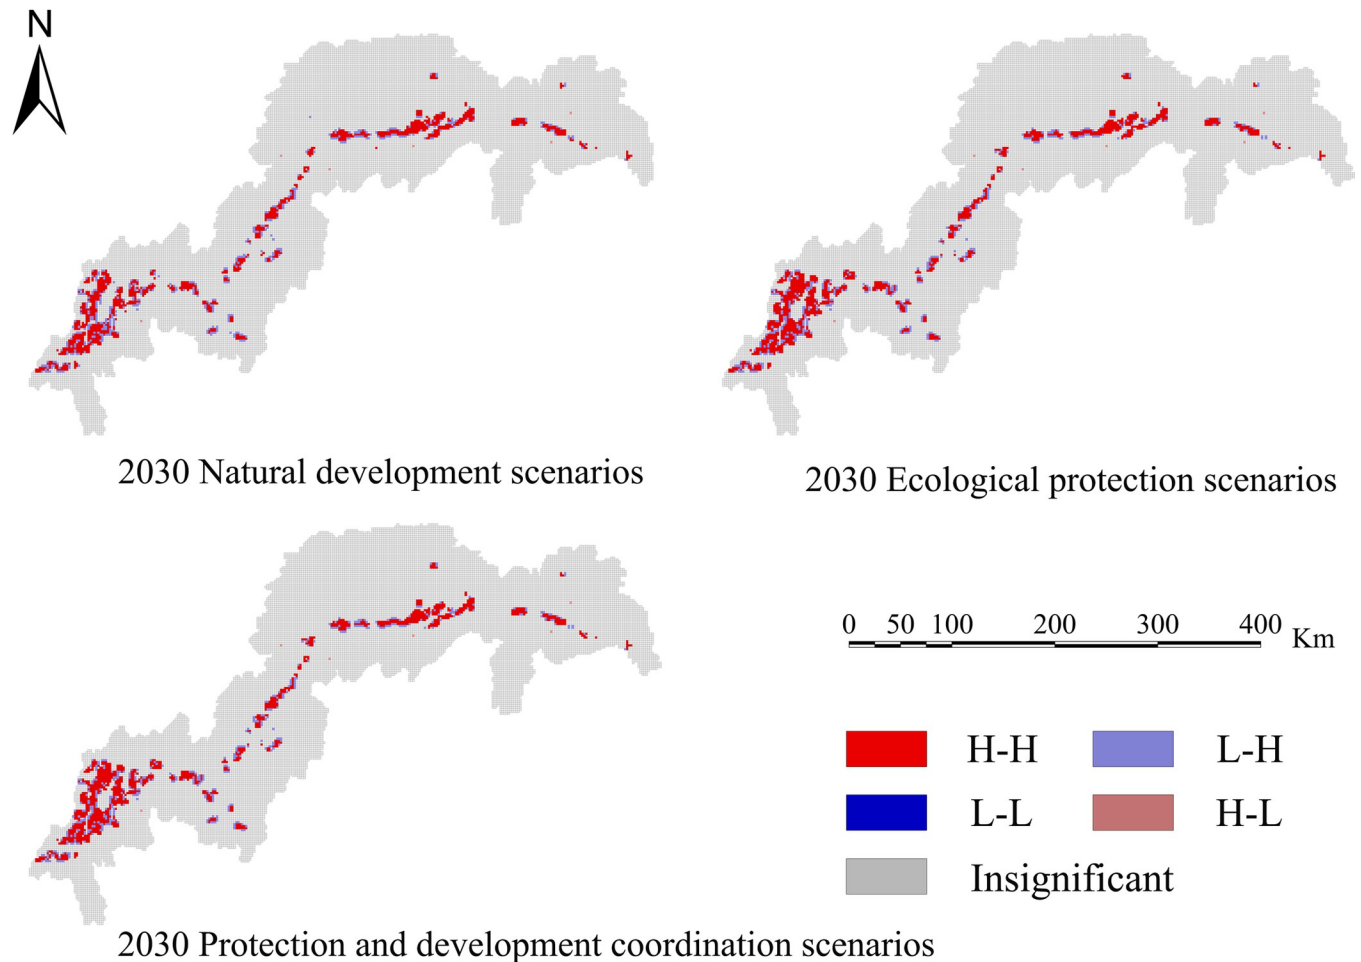 N
2030 Natural development scenarios
2030 Ecological protection scenarios
0 50 100 200 300 400 Km
H-H L-H
L-L H-L
Insignificant
2030 Protection and development coordination scenarios